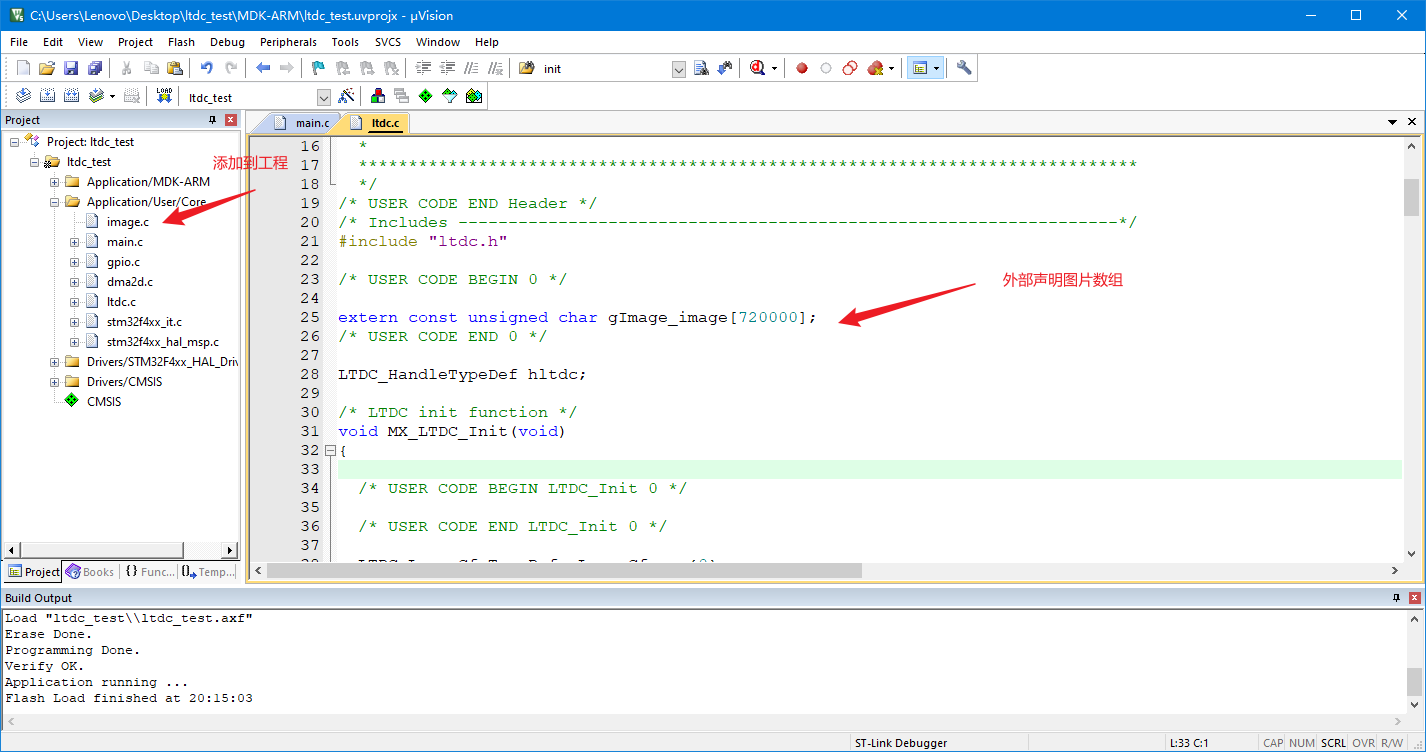 C:\Users\Lenovo\Desktop\ltdc_test\MDK-ARM\ltdc_test.uvprojx - µVision
File Edit View Project Flash Debug Peripherals Tools SVCS Window Help
init
LOAD
ltdc_test
Project
Project: ltdc_test
ltdc_test
添加到工程
Application/MDK-ARM
Application/User/Core
image.c
main.c
gpio.c
dma2d.c
ltdc.c
stm32f4xx_it.c
stm32f4xx_hal_msp.c
Drivers/STM32F4xx_HAL_Driv
Drivers/CMSIS
CMSIS
Project Books {} Func... Temp...
main.c ltdc.c
16 *
17 ******************************************************************************
18 */
19 /* USER CODE END Header */
20 /* Includes ------------------------------------------------------------------*/
21 #include "ltdc.h"
22
23 /* USER CODE BEGIN 0 */
24
外部声明图片数组
25 extern const unsigned char gImage_image[720000];
26 /* USER CODE END 0 */
27
28 LTDC_HandleTypeDef hltdc;
29
30 /* LTDC init function */
31 void MX_LTDC_Init(void)
32 {
33
34 /* USER CODE BEGIN LTDC_Init 0 */
35
36 /* USER CODE END LTDC_Init 0 */
37
Build Output
Load "ltdc_test\\ltdc_test.axf"
Erase Done.
Programming Done.
Verify OK.
Application running ...
Flash Load finished at 20:15:03
ST-Link Debugger L:33 C:1 CAP NUM SCRL OVR R/W